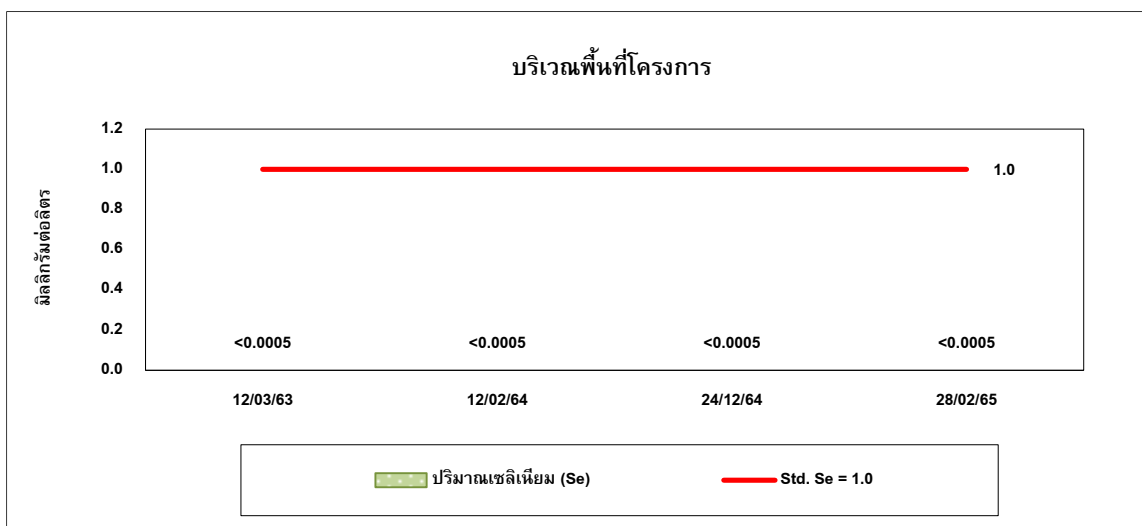 บริเวณพื้นที่โครงการ
มิลลิกรัมต่อลิตร
1.2
1.0
0.8
0.6
0.4
0.2
0.0
1.0
<0.0005 <0.0005 <0.0005 <0.0005
12/03/63 12/02/64 24/12/64 28/02/65
ปริมาณเซลิเนียม (Se) Std. Se = 1.0